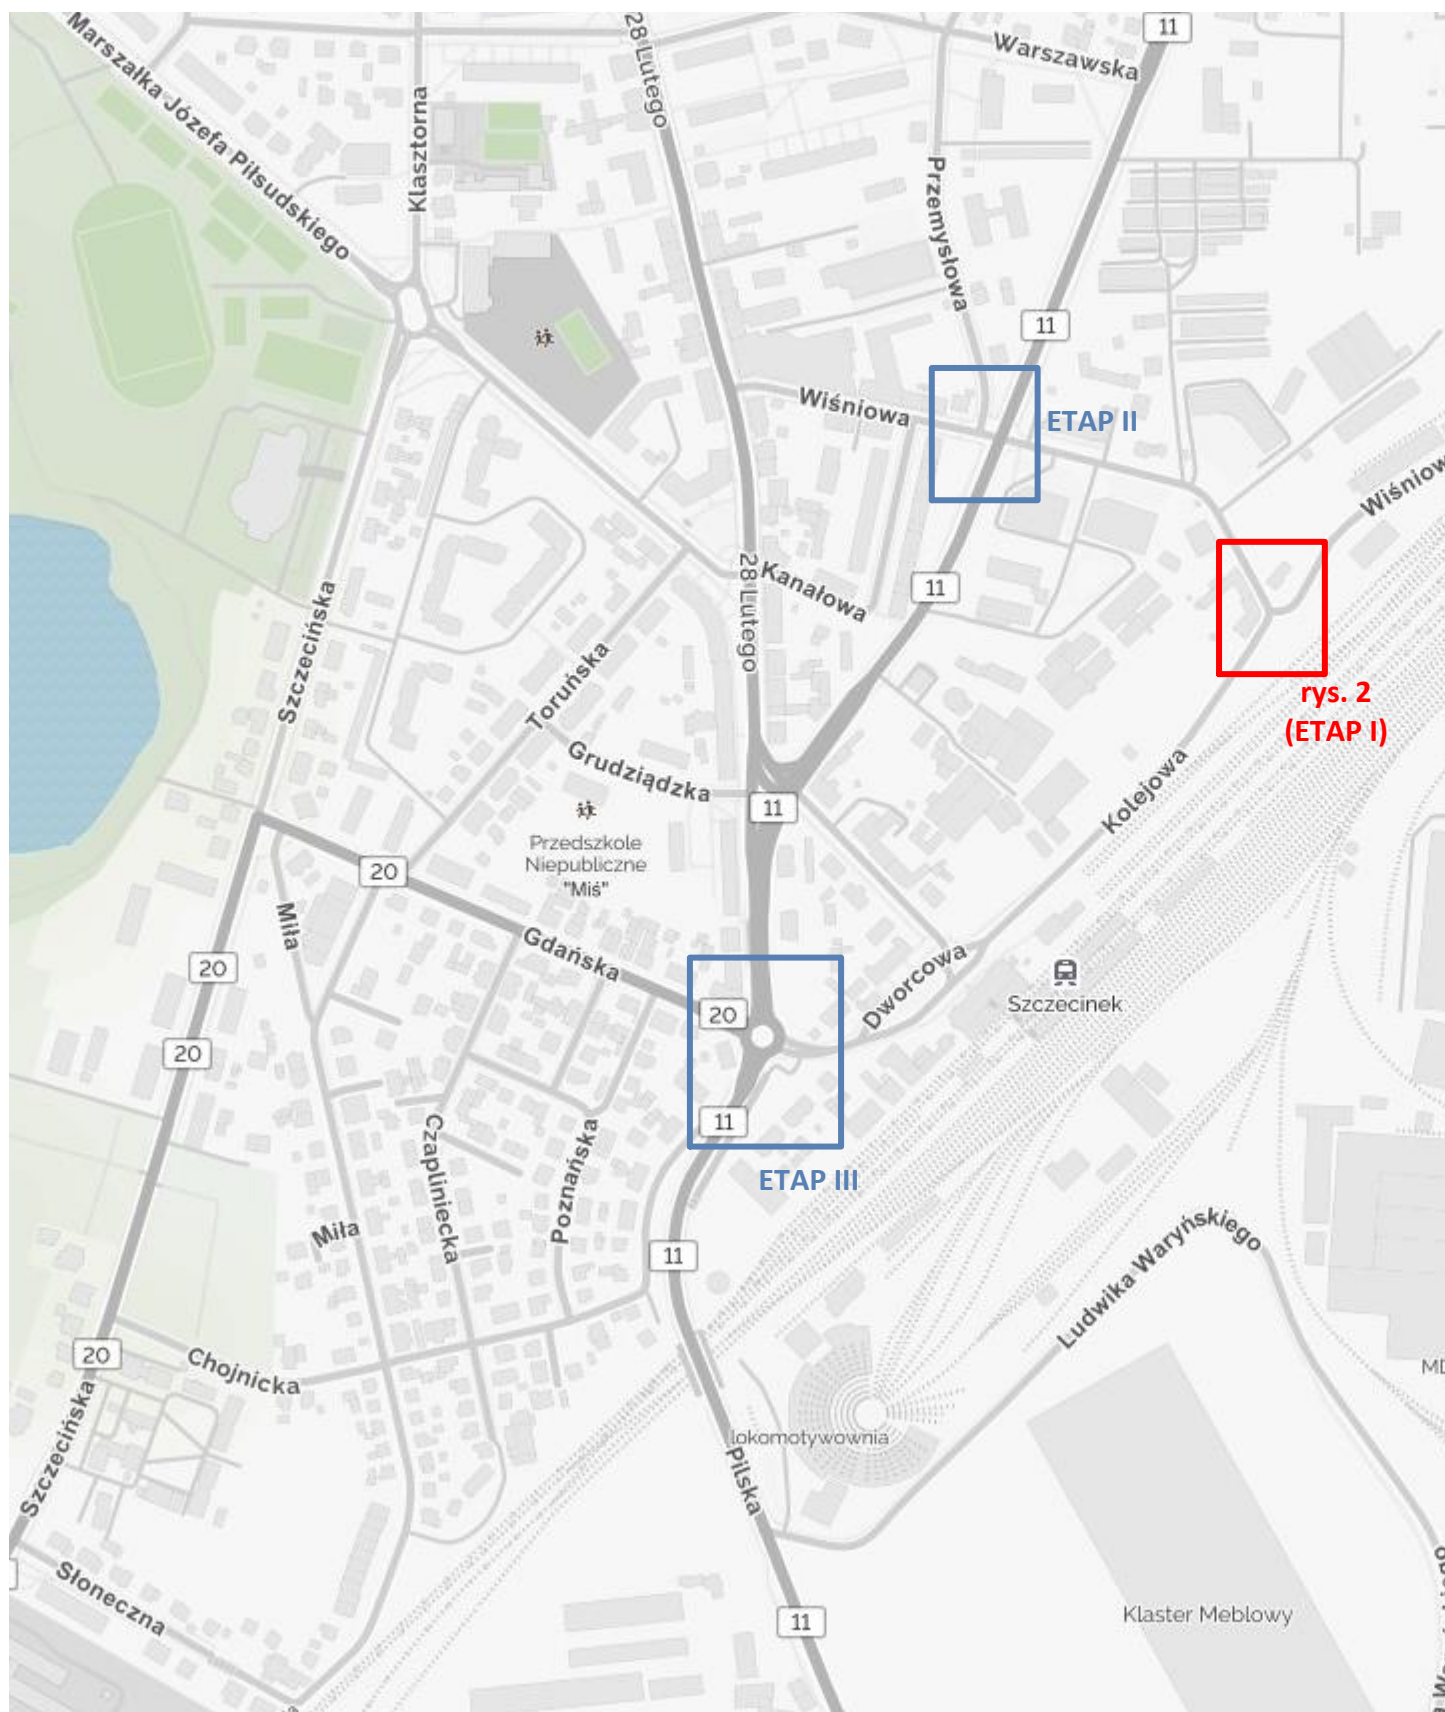 11
28 Lutego
Warszawska
Marszałka Józefa Piłsudskiego
Klasztorna
Przemysłowa
11
Wiśniowa
ETAP II
Wiśniow
28 Lutego
Kanałowa
11
Szczecińska
Toruńska
rys. 2
(ETAP I)
Grudziądzka
11
Kolejowa
Przedszkole
Niepubliczne
"Miś"
20
Miła
Gdańska
20
Dworcowa
Szczecinek
20
20
11
Czapliniecka
Poznańska
ETAP III
Miła
11
Ludwika Waryńskiego
20
Chojnicka
lokomotywownia
Szczecińska
Pilska
Słoneczna
11
Klaster Meblowy